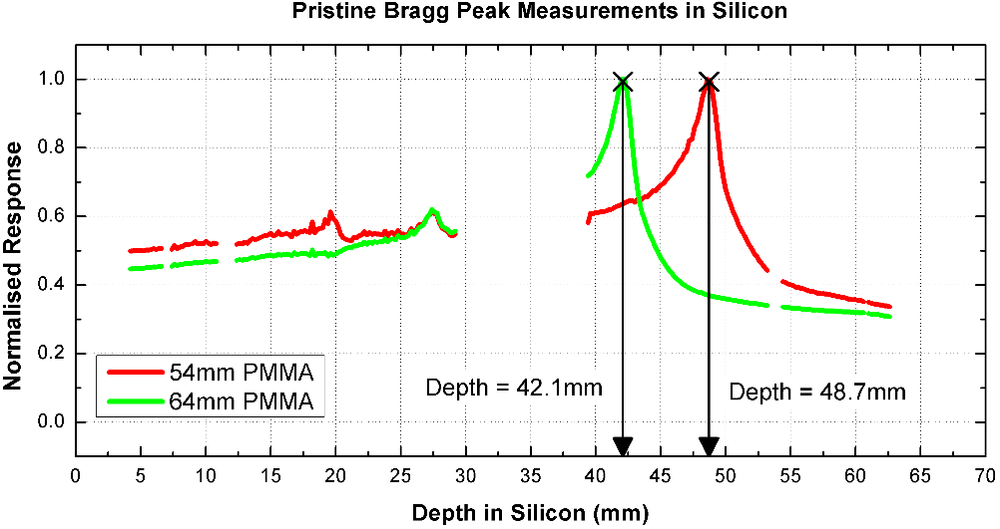 Pristine Bragg Peak Measurements in Silicon
Normalised Response
1.0
0.8
0.6
0.4
0.2
0.0
54mm PMMA
64mm PMMA
Depth = 42.1mm
Depth = 48.7mm
0 5 10 15 20 25 30 35 40 45 50 55 60 65 70
Depth in Silicon (mm)